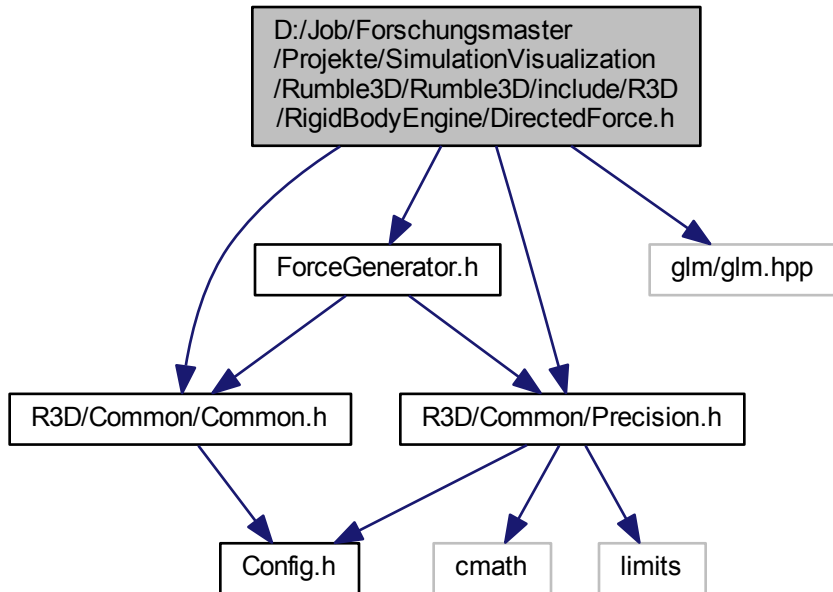 D:/Job/Forschungsmaster
/Projekte/SimulationVisualization
/Rumble3D/Rumble3D/include/R3D
/RigidBodyEngine/DirectedForce.h
ForceGenerator.h
glm/glm.hpp
R3D/Common/Common.h
R3D/Common/Precision.h
Config.h
cmath
limits